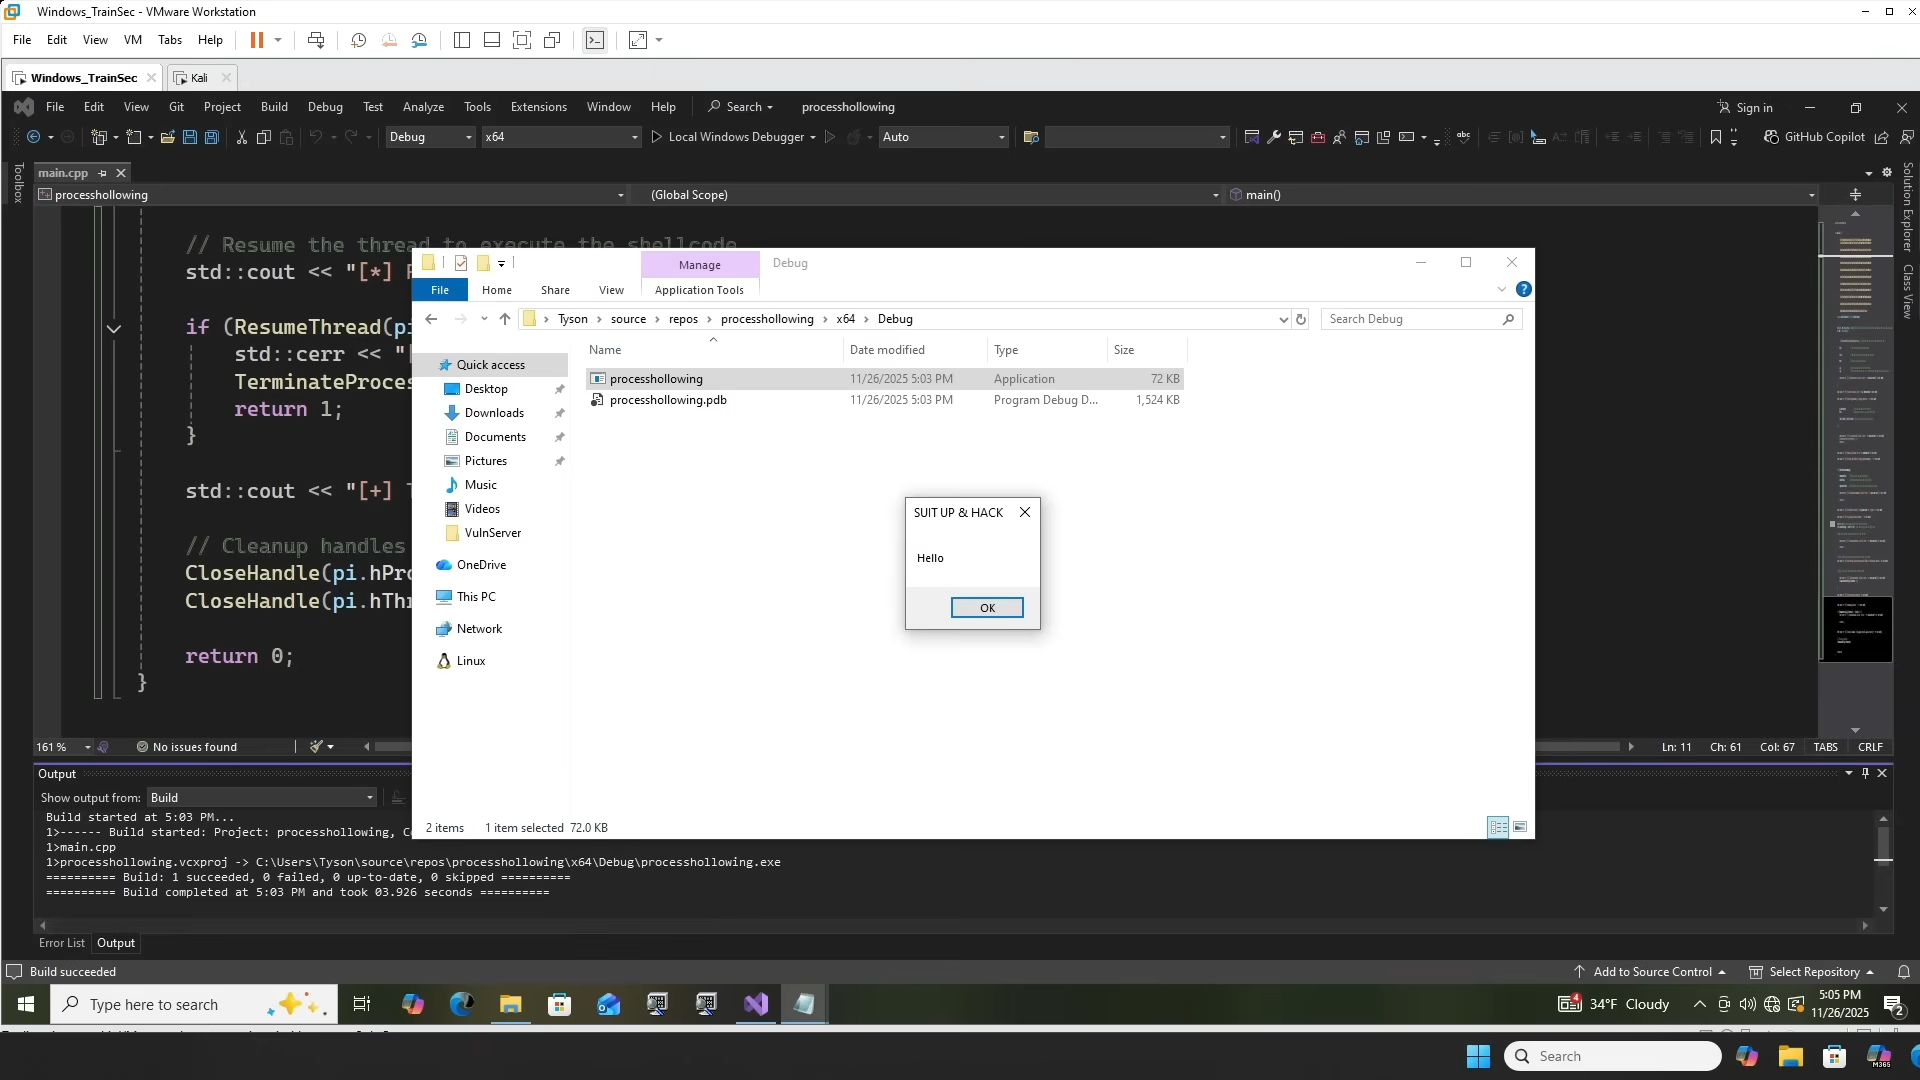 Windows_TrainSec - VMware Workstation
File Edit View VM Tabs Help
Windows_TrainSec Kali
File Edit View Git Project Build Debug Test Analyze Tools Extensions Window Help Search processhollowing Sign in
Debug x64 Local Windows Debugger Auto GitHub Copilot
Toolbox
main.cpp
processhollowing (Global Scope) main()
Solution Explorer
Class View
// Resume the thread to execute the shellcode
std::cout << "[*]
if (ResumeThread(pi
std::cerr << "
TerminateProces
return 1;
}
std::cout << "[+]
// Cleanup handles
CloseHandle(pi.hPro
CloseHandle(pi.hThr
return 0;
}
Manage Debug
File Home Share View Application Tools
Tyson source repos processhollowing x64 Debug Search Debug
Name Date modified Type Size
processhollowing 11/26/2025 5:03 PM Application 72 KB
processhollowing.pdb 11/26/2025 5:03 PM Program Debug D... 1,524 KB
Quick access
Desktop
Downloads
Documents
Pictures
Music
Videos
VulnServer
OneDrive
This PC
Network
Linux
2 items 1 item selected 72.0 KB
SUIT UP & HACK
Hello
OK
161 % No issues found Ln: 11 Ch: 61 Col: 67 TABS CRLF
Output
Show output from: Build
Build started at 5:03 PM...
1>------ Build started: Project: processhollowing, C
1>main.cpp
1>processhollowing.vcxproj -> C:\Users\Tyson\source\repos\processhollowing\x64\Debug\processhollowing.exe
========== Build: 1 succeeded, 0 failed, 0 up-to-date, 0 skipped ==========
========== Build completed at 5:03 PM and took 03.926 seconds ==========
Error List Output
Build succeeded Add to Source Control Select Repository
Type here to search 4 34°F Cloudy 5:05 PM
11/26/2025 2
Search M365